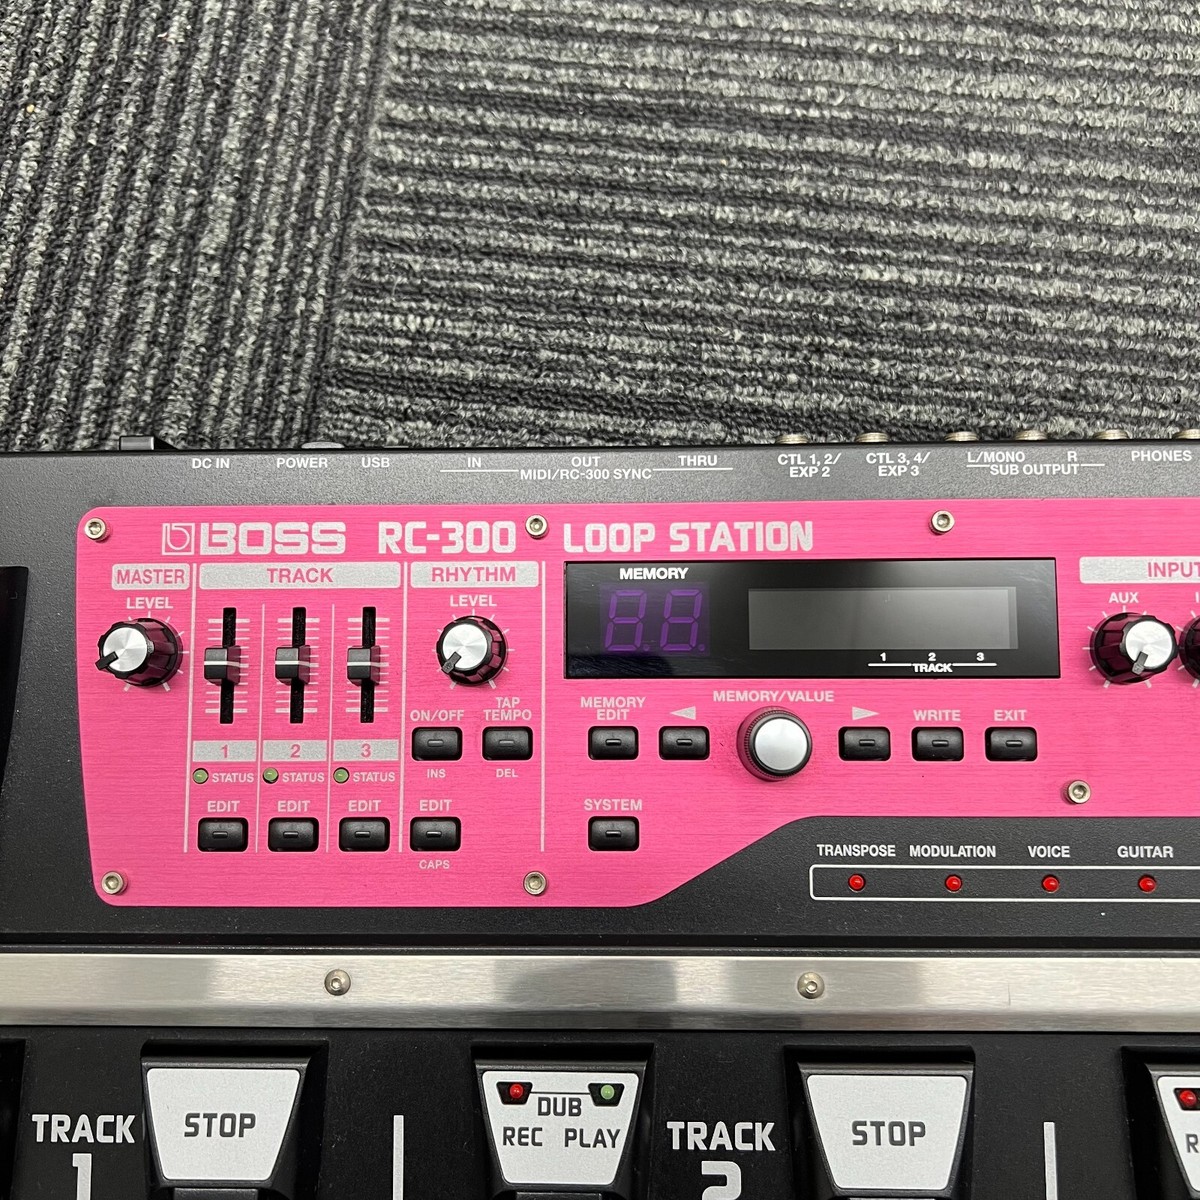 DC IN POWER USB IN OUT THRU CTL 1, 2/ CTL 3, 4/ L/MONO R PHONES
MIDI/RC-300 SYNC EXP 2 EXP 3 SUB OUTPUT
BOSS RC-300 LOOP STATION
MASTER TRACK RHYTHM MEMORY INPUT
LEVEL LEVEL AUX
1 2 3
TRACK
MEMORY/VALUE
ON/OFF TAP
TEMPO
MEMORY
EDIT WRITE EXIT
1 2 3
STATUS STATUS STATUS INS DEL
EDIT EDIT EDIT EDIT SYSTEM
CAPS
TRANSPOSE MODULATION VOICE GUITAR
TRACK
1
STOP
DUB
REC PLAY
TRACK
2
STOP
R